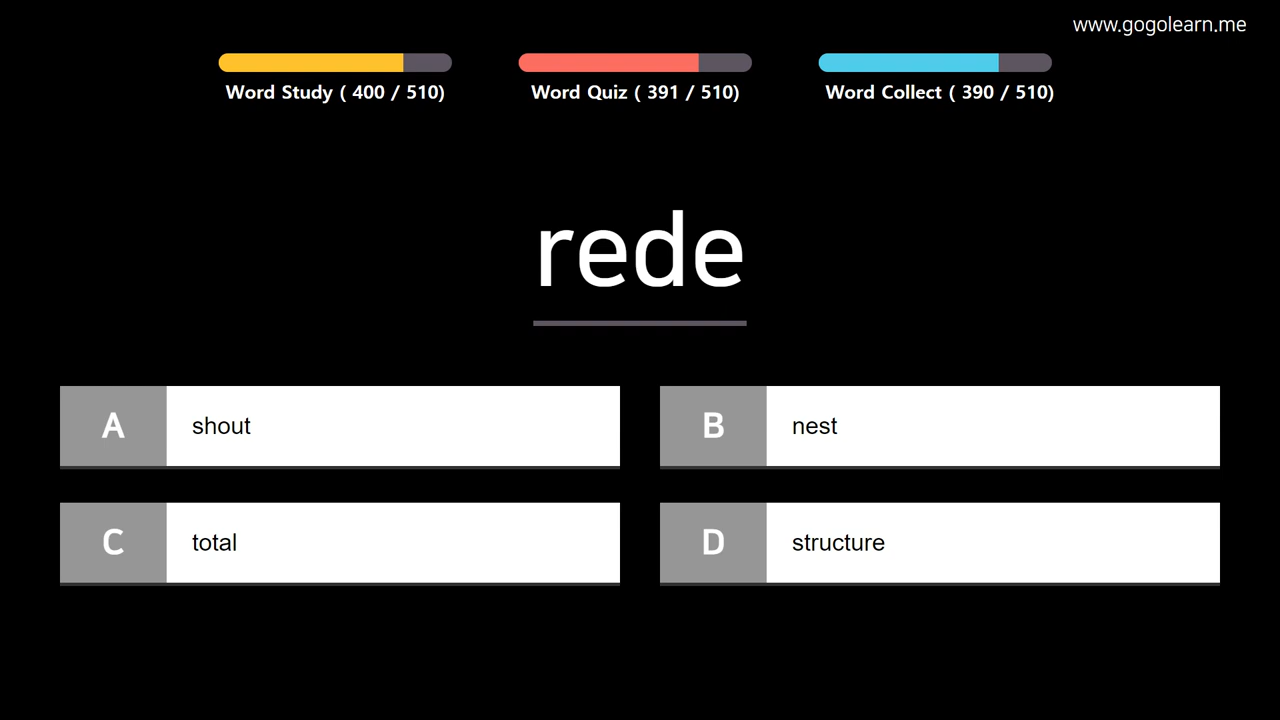 www.gogolearn.me
Word Study ( 400 / 510)
Word Quiz ( 391 / 510)
Word Collect ( 390 / 510)
rede
A shout
B nest
C total
D structure